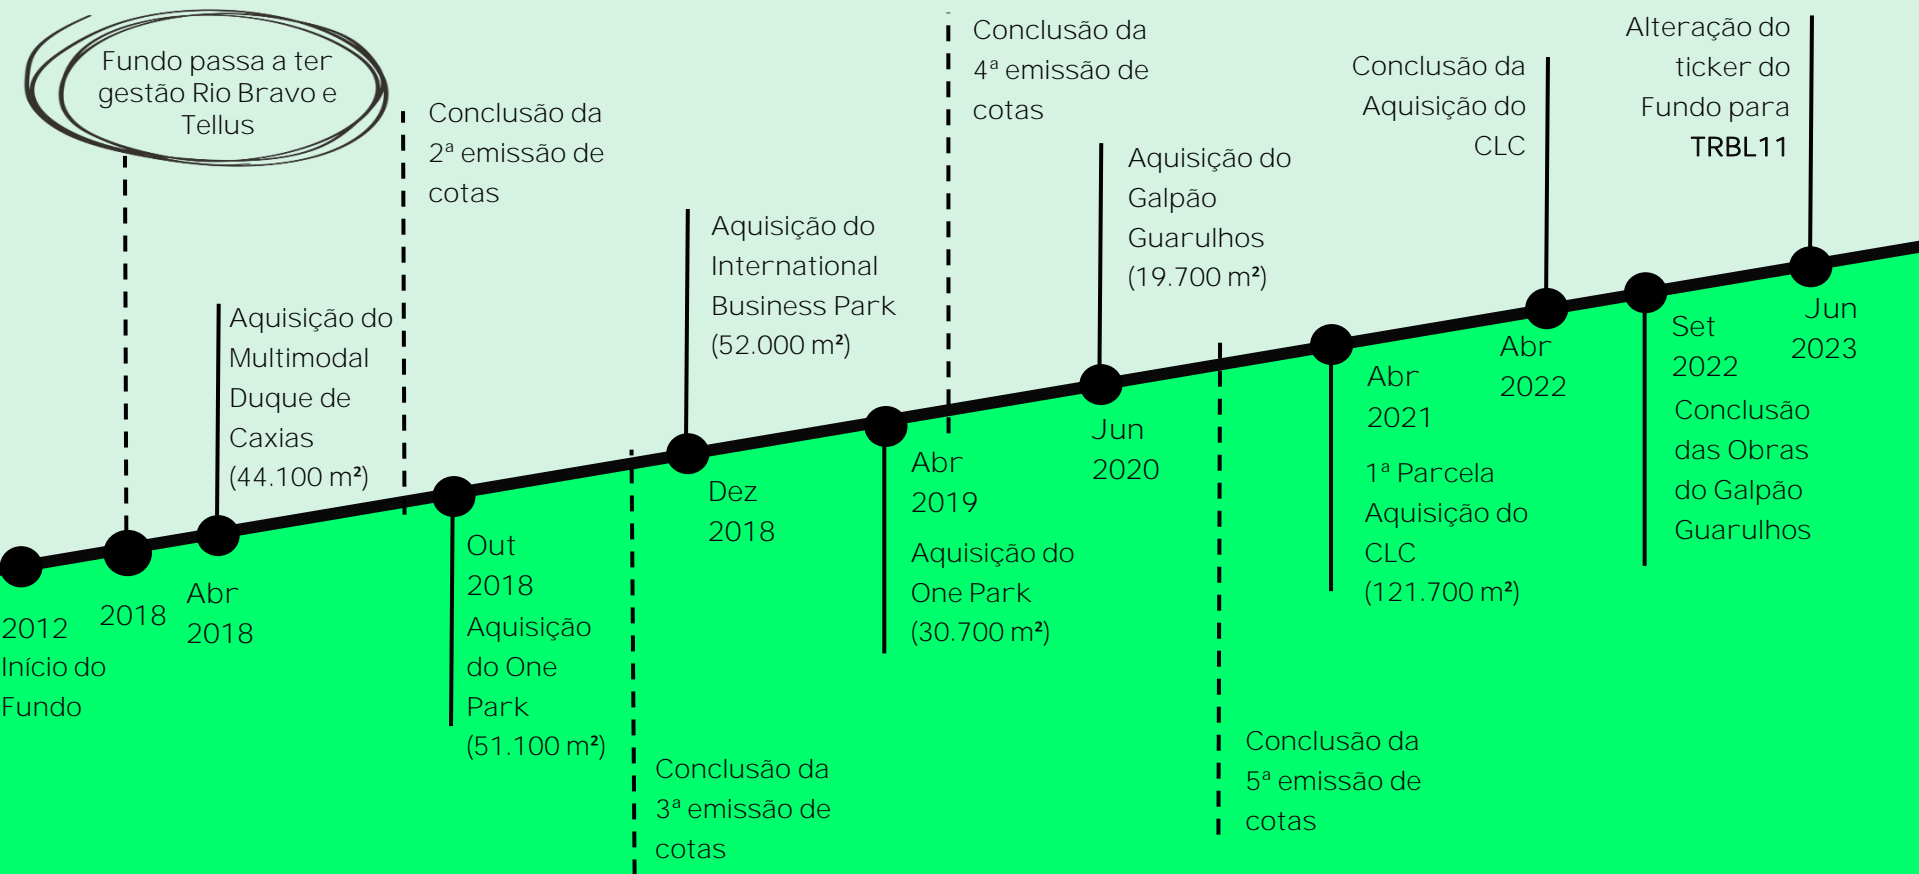 Fundo passa a ter
gestão Rio Bravo e
Tellus
2012
Início do
Fundo
2018
Aquisição do
Multimodal
Duque de
Caxias
(44.100 m²)
Abr
2018
Conclusão da
2ª emissão de
cotas
Out
2018
Aquisição
do One
Park
(51.100 m²)
Conclusão da
3ª emissão de
cotas
Aquisição do
International
Business Park
(52.000 m²)
Dez
2018
Abr
2019
Aquisição do
One Park
(30.700 m²)
Conclusão da
4ª emissão de
cotas
Aquisição do
Galpão
Guarulhos
(19.700 m²)
Jun
2020
Conclusão da
5ª emissão de
cotas
Abr
2021
1ª Parcela
Aquisição do
CLC
(121.700 m²)
Conclusão da
Aquisição do
CLC
Abr
2022
Set
2022
Conclusão
das Obras
do Galpão
Guarulhos
Alteração do
ticker do
Fundo para
TRBL11
Jun
2023